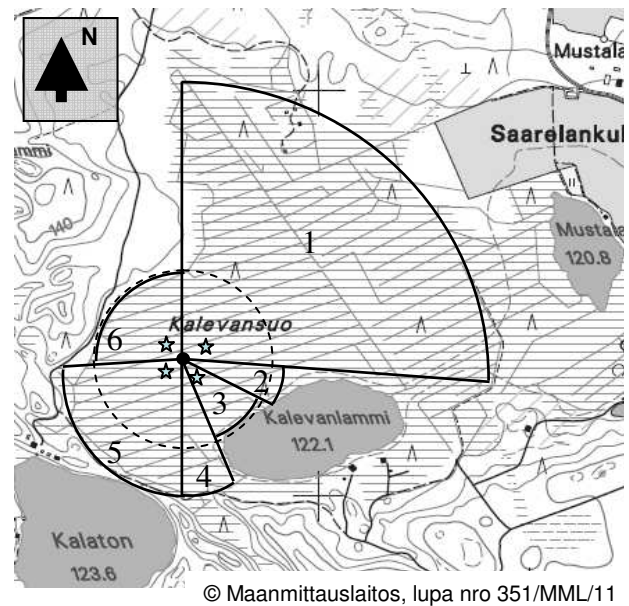 N
Mustala
Saarelankul
lammi
140
1
Mustala
120.8
Kalevansuo
6
2
3
Kalevanlammi
122.1
5
4
Kalaton
123.6
© Maanmittauslaitos, lupa nro 351/MML/11